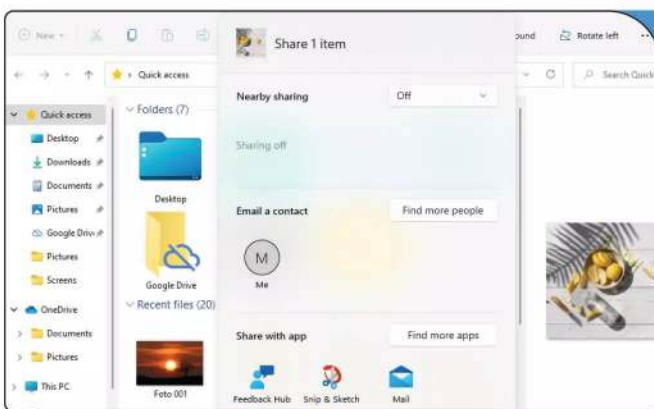 New
Share 1 item
Rotate left
Quick access
Search Quick
Nearby sharing
Off
Quick access
Folders (7)
Desktop
Sharing off
Downloads
Documents
Desktop
Pictures
Email a contact
Find more people
Google Driv
Pictures
M
Screens
Google Drive
Me
Recent files (20)
OneDrive
Documents
Share with app
Find more apps
Pictures
This PC
Foto 001
Feedback Hub
Snip & Sketch
Mail